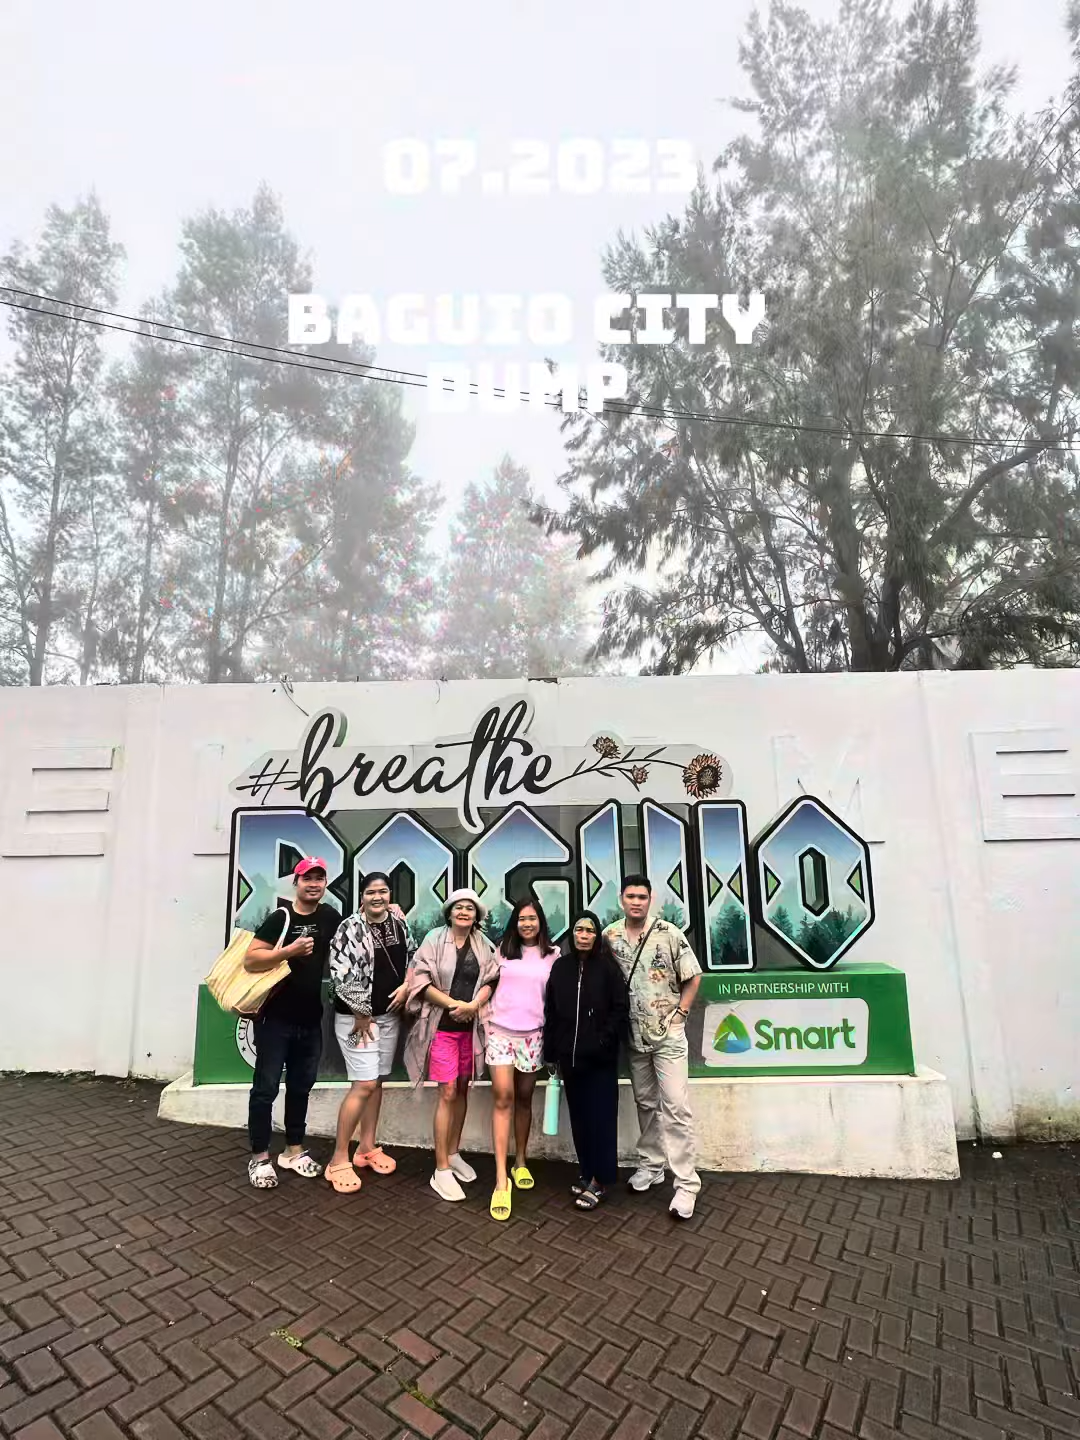 07.2023
BAGUIO CITY
DUMP
#breathe
BAGUIO
IN PARTNERSHIP WITH
Smart